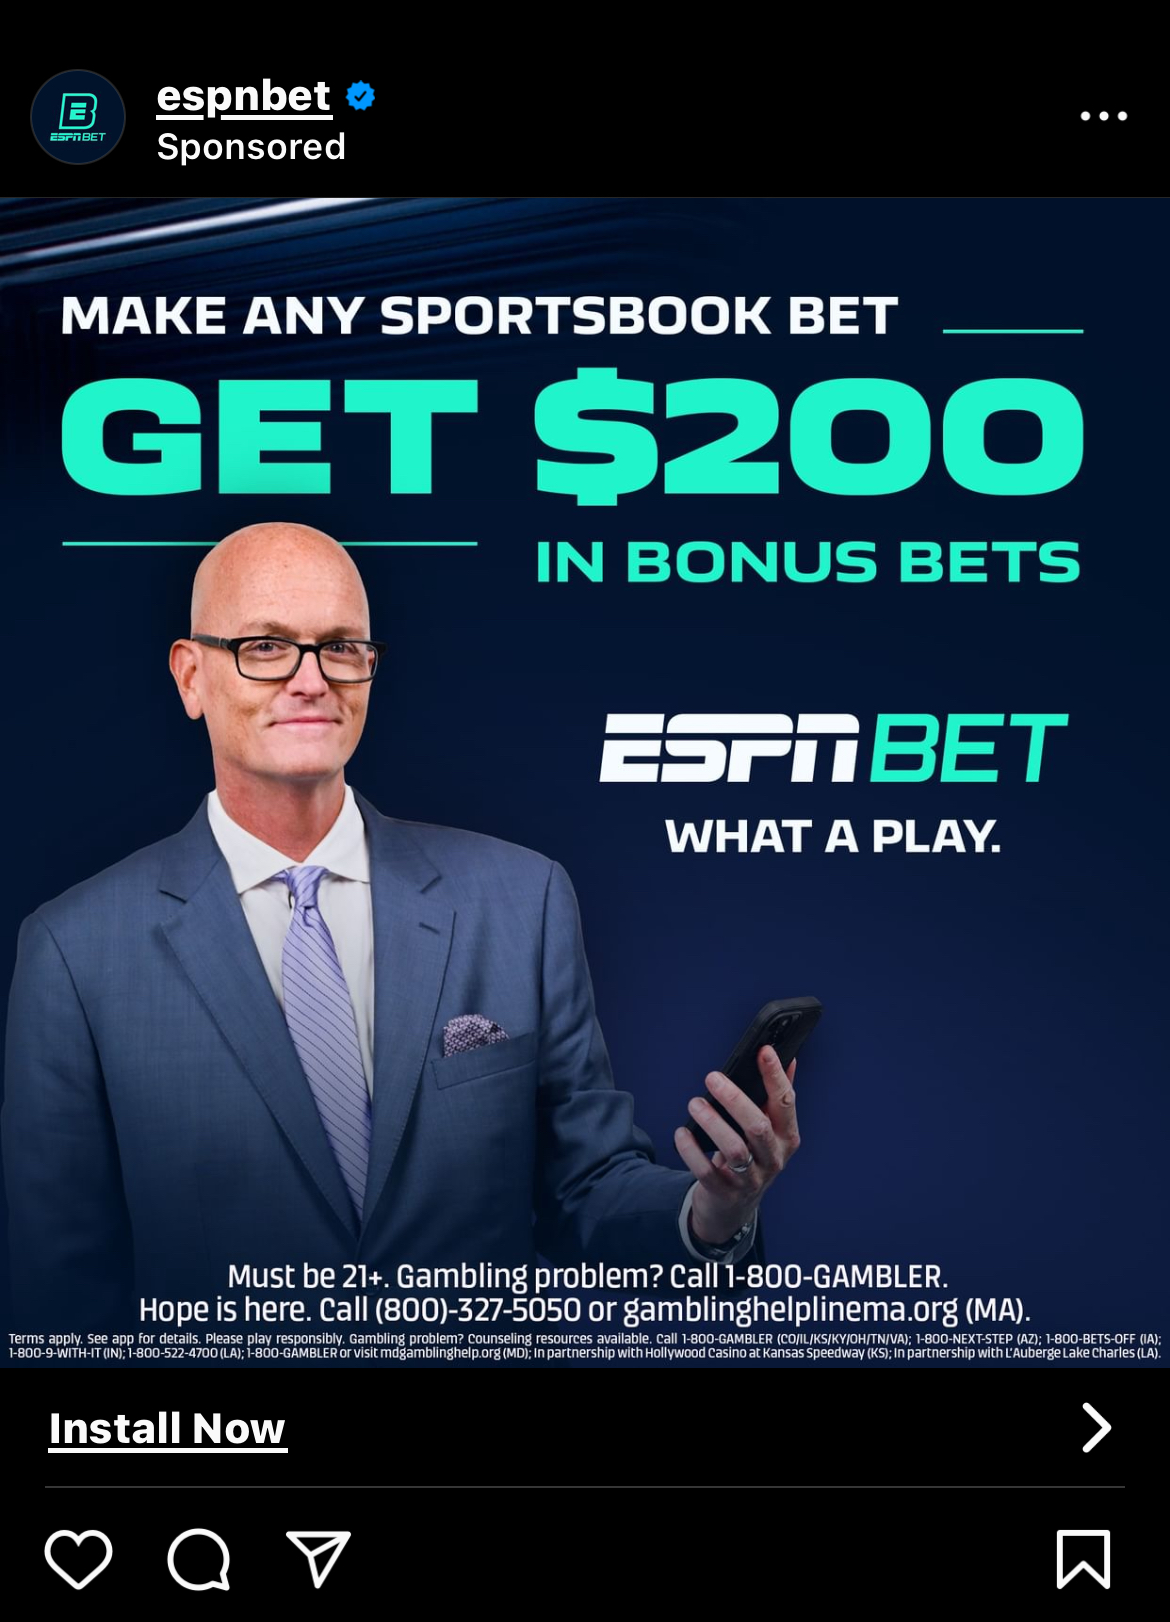 espnbet
Sponsored
ESPN BET
MAKE ANY SPORTSBOOK BET
GET $200
IN BONUS BETS
ESPN BET
WHAT A PLAY.
Must be 21+. Gambling problem? Call 1-800-GAMBLER.
Hope is here. Call (800)-327-5050 or gamblinghelplinema.org (MA).
Terms apply. See app for details. Please play responsibly. Gambling problem? Counseling resources available. Call 1-800-GAMBLER (CO/IL/KS/KY/OH/TN/VA); 1-800-NEXT-STEP (AZ); 1-800-BETS-OFF (IA);
1-800-9-WITH-IT (IN); 1-800-522-4700 (LA); 1-800-GAMBLER or visit mdgamblinghelp.org (MD); In partnership with Hollywood Casino at Kansas Speedway (KS); In partnership with L'Auberge Lake Charles (LA).
Install Now